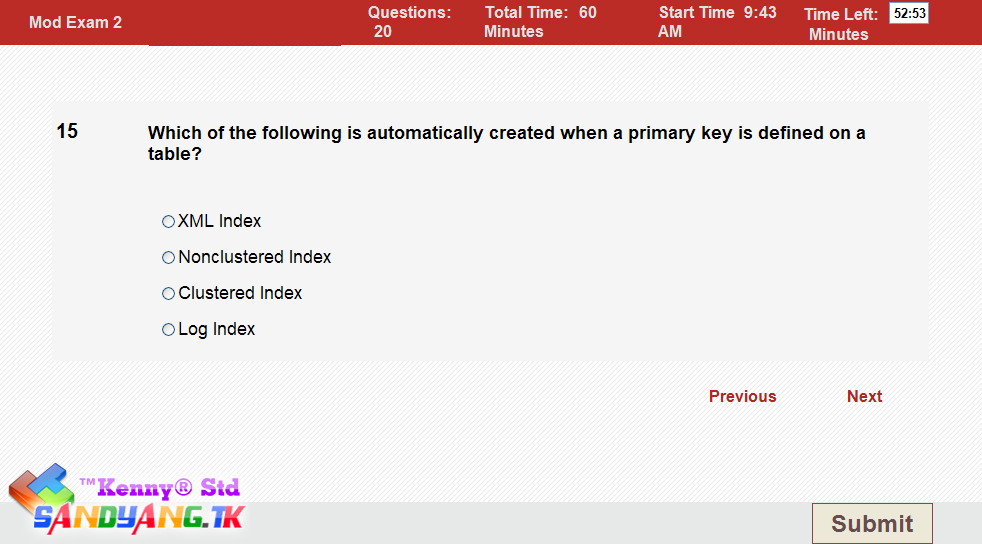 Mod Exam 2
Questions:
20
Total Time: 60
Minutes
Start Time 9:43
AM
Time Left: 52:53
Minutes
15
Which of the following is automatically created when a primary key is defined on a
table?
XML Index
Nonclustered Index
Clustered Index
Log Index
Previous
Next
™Kenny® Std
SANDYANG.TK
Submit